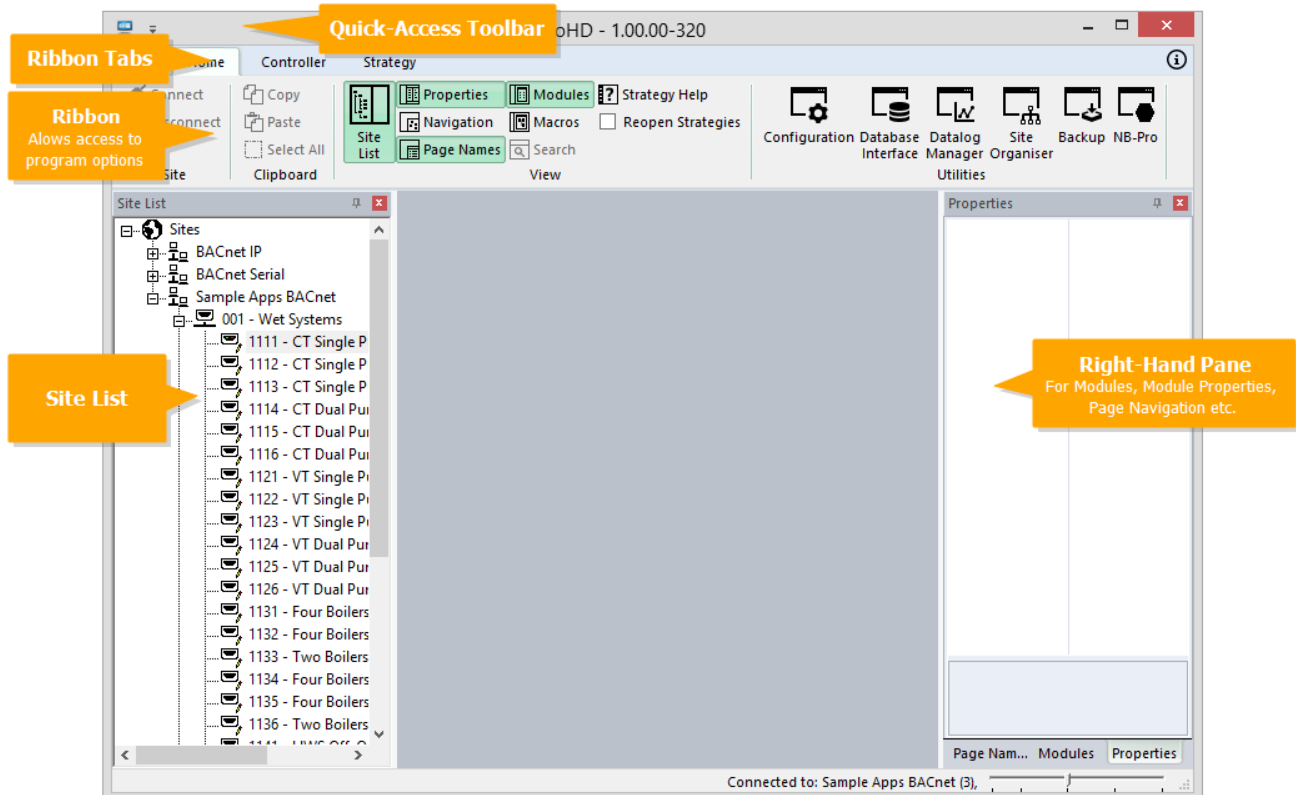 Quick-Access Toolbar
oHD - 1.00.00-320
Ribbon Tabs
Controller
Strategy
Ribbon
Allows access to
program options
Copy
Paste
Select All
Site
List
Properties
Modules
Strategy Help
Navigation
Macros
Reopen Strategies
Page Names
Search
Configuration
Database
Interface
Datalog
Manager
Site
Organiser
Backup
NB-Pro
Site
Clipboard
View
Utilities
Site List
Properties
Sites
BACnet IP
BACnet Serial
Sample Apps BACnet
001 - Wet Systems
1111 - CT Single P
1112 - CT Single P
1113 - CT Single P
1114 - CT Dual Pu
1115 - CT Dual Pu
1116 - CT Dual Pu
1121 - VT Single P
1122 - VT Single P
1123 - VT Single P
1124 - VT Dual Pur
1125 - VT Dual Pur
1126 - VT Dual Pur
1131 - Four Boilers
1132 - Four Boilers
1133 - Two Boilers
1134 - Four Boilers
1135 - Four Boilers
1136 - Two Boilers
Site List
Right-Hand Pane
For Modules, Module Properties,
Page Navigation etc.
Page Nam...
Modules
Properties
Connected to: Sample Apps BACnet (3),